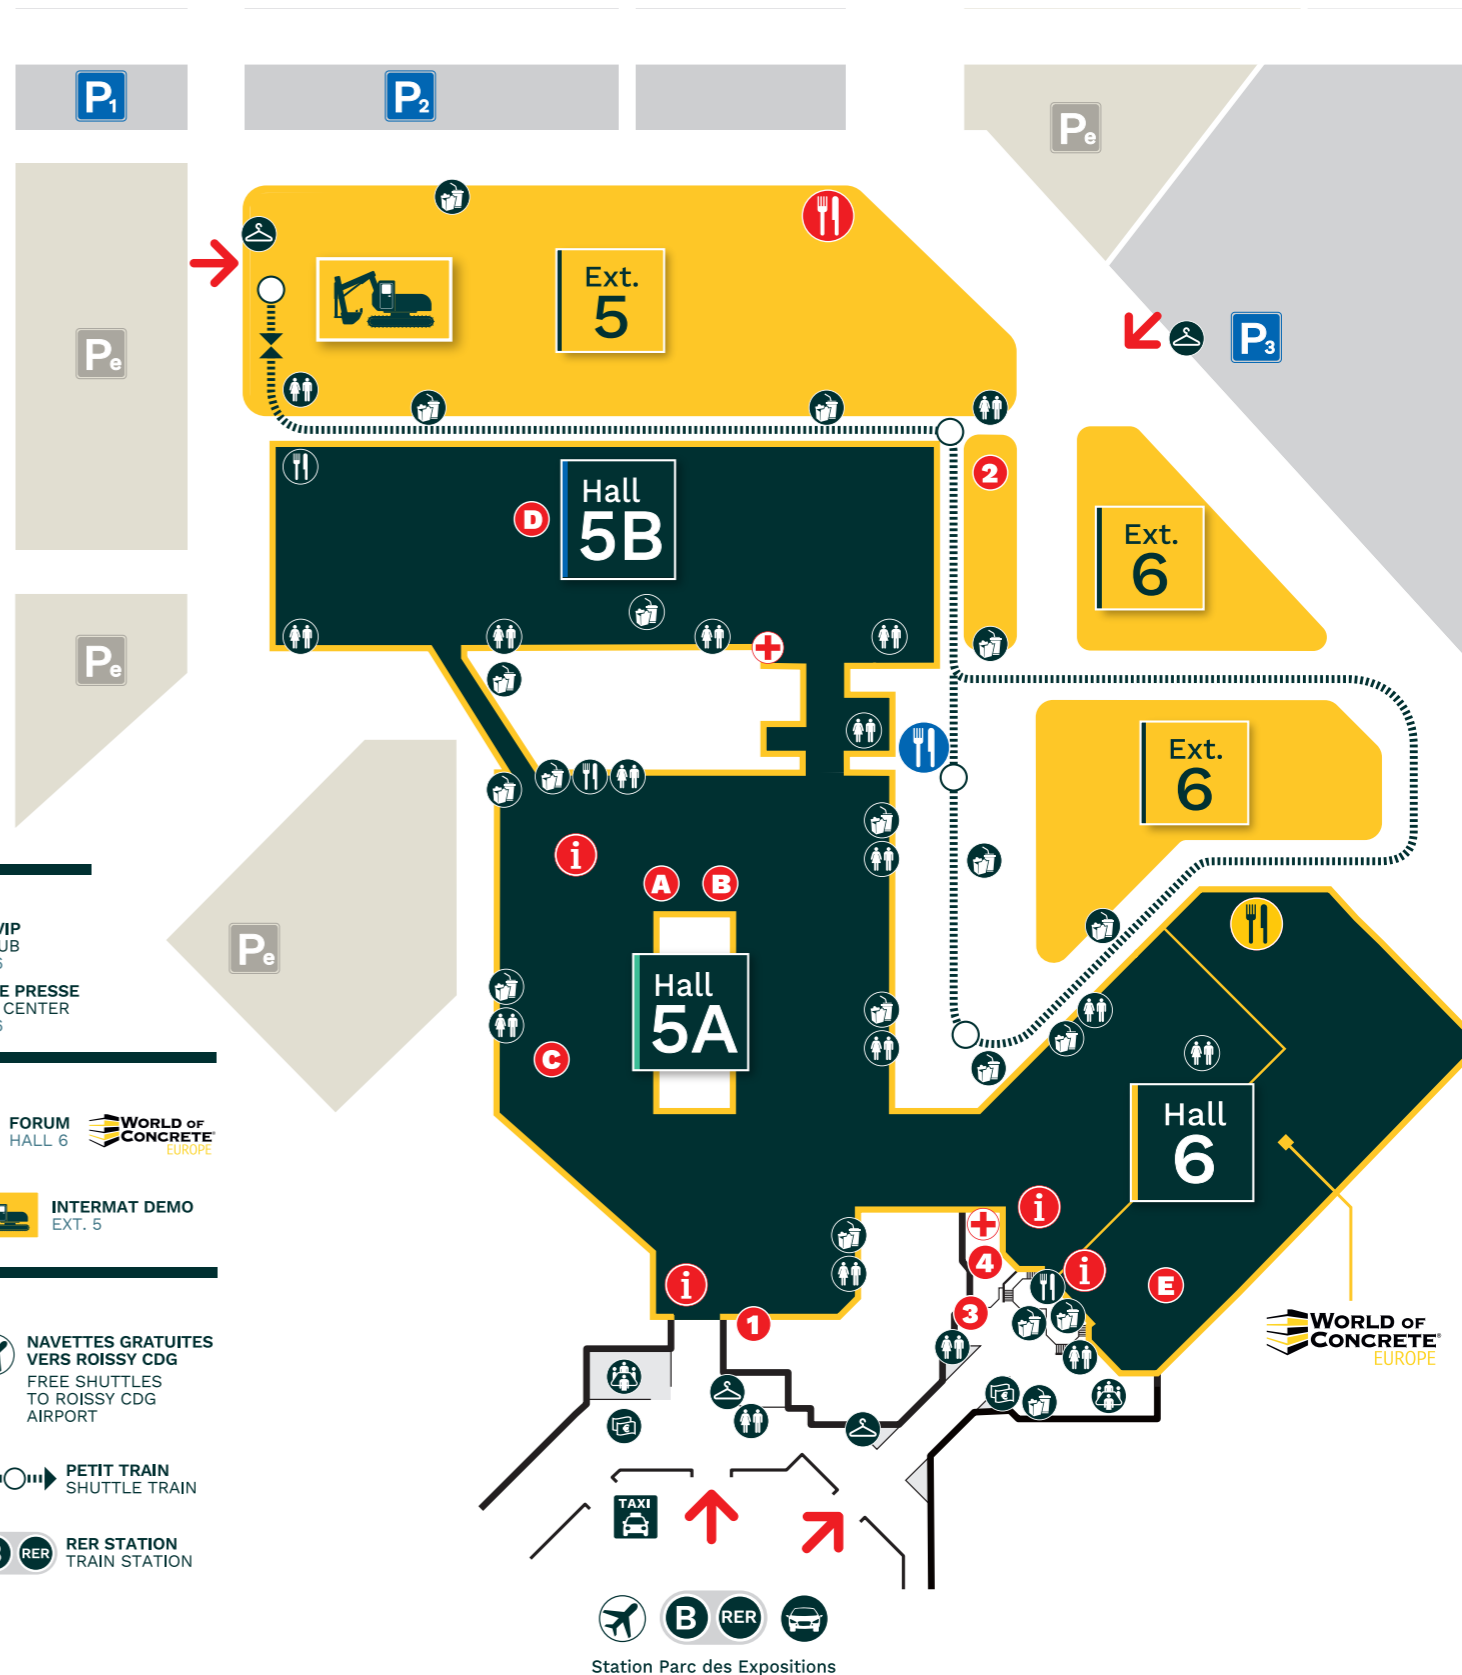 P1
P2
Pe
Ext.
5
Pe
P3
Hall
5B
D
2
Ext.
6
Pe
Ext.
6
i
A
B
Pe
VIP
E PRESSE
CENTER
Hall
5A
C
FORUM
HALL 6
WORLD OF
CONCRETE
EUROPE
Hall
6
INTERMAT DEMO
EXT. 5
i
4
i
i
E
3
1
WORLD OF
CONCRETE
EUROPE
NAVETTES GRATUITES
VERS ROISSY CDG
FREE SHUTTLES
TO ROISSY CDG
AIRPORT
€
€
PETIT TRAIN
SHUTTLE TRAIN
TAXI
RER
RER STATION
TRAIN STATION
B
RER
Station Parc des Expositions